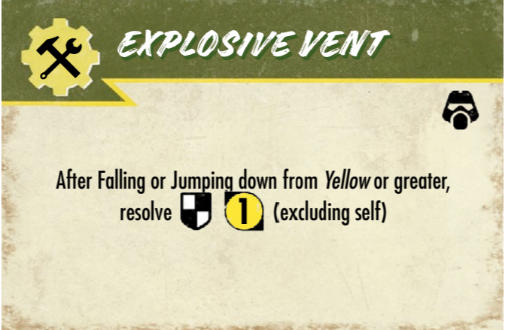 EXPLOSIVE VENT
After Falling or Jumping down from Yellow or greater,
resolve 1 (excluding self)